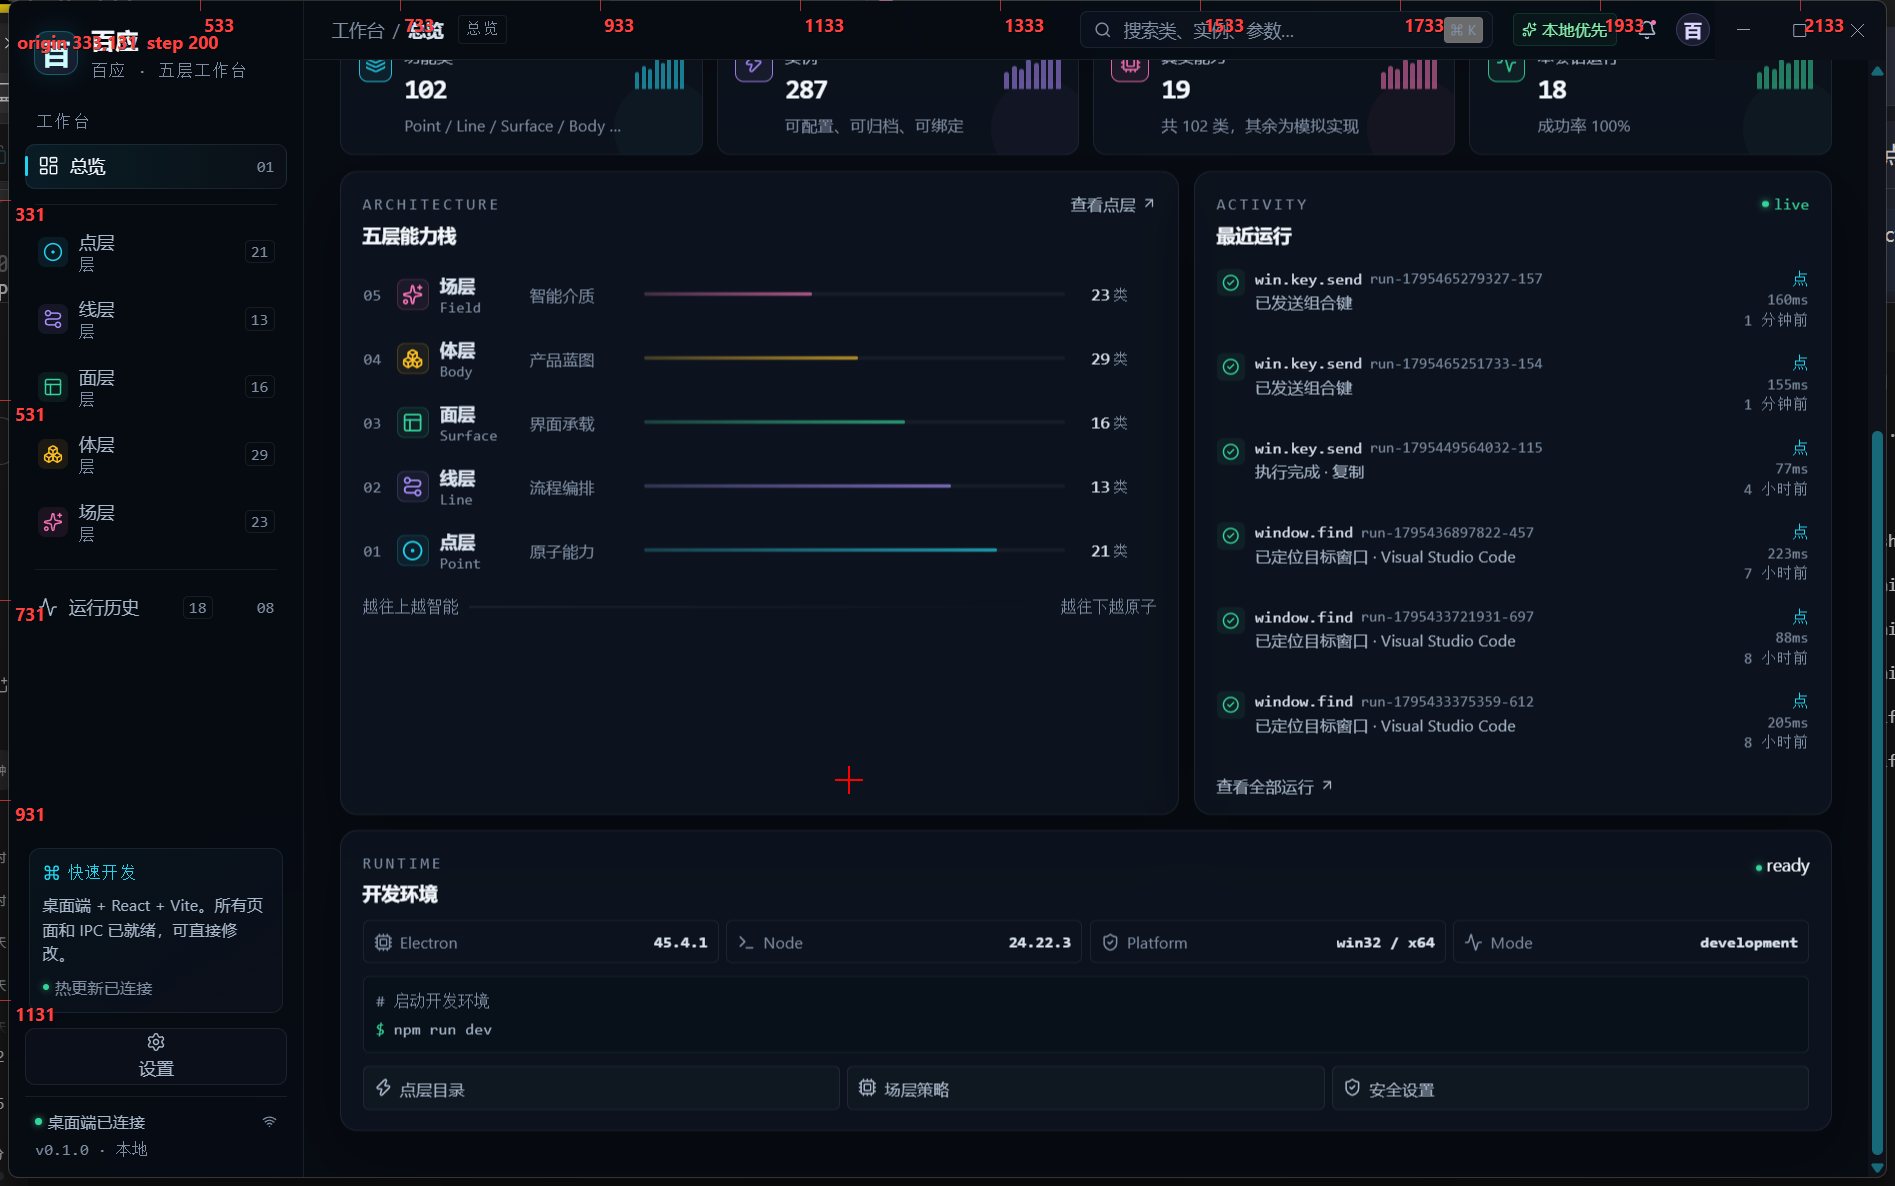 origin 333,131 step 200
533
733
933
1133
1333
1533
1733
1933
2133
331
531
731
931
1131
百
百应
百应 · 五层工作台
工作台
总览 01
点层
层
21
线层
层
13
面层
层
16
体层
层
29
场层
层
23
运行历史 18 08
快速开发
桌面端 + React + Vite。所有页
面和 IPC 已就绪，可直接修
改。
热更新已连接
设置
桌面端已连接
v0.1.0 · 本地
工作台 / 总览 总览
搜索类、实例、参数... ⌘ K
本地优先
百
102
Point / Line / Surface / Body ...
287
可配置、可归档、可绑定
19
共 102 类，其余为模拟实现
18
成功率 100%
ARCHITECTURE
五层能力栈
查看点层
05 场层 智能介质 23 类
Field
04 体层 产品蓝图 29 类
Body
03 面层 界面承载 16 类
Surface
02 线层 流程编排 13 类
Line
01 点层 原子能力 21 类
Point
越往上越智能 越往下越原子
ACTIVITY
最近运行
live
win.key.send run-1795465279327-157 点
已发送组合键 160ms
1 分钟前
win.key.send run-1795465251733-154 点
已发送组合键 155ms
1 分钟前
win.key.send run-1795449564032-115 点
执行完成 · 复制 77ms
4 小时前
window.find run-1795436897822-457 点
已定位目标窗口 · Visual Studio Code 223ms
7 小时前
window.find run-1795433721931-697 点
已定位目标窗口 · Visual Studio Code 88ms
8 小时前
window.find run-1795433375359-612 点
已定位目标窗口 · Visual Studio Code 205ms
8 小时前
查看全部运行
RUNTIME
开发环境
ready
Electron 45.4.1
Node 24.22.3
Platform win32 / x64
Mode development
# 启动开发环境
$ npm run dev
点层目录
场层策略
安全设置